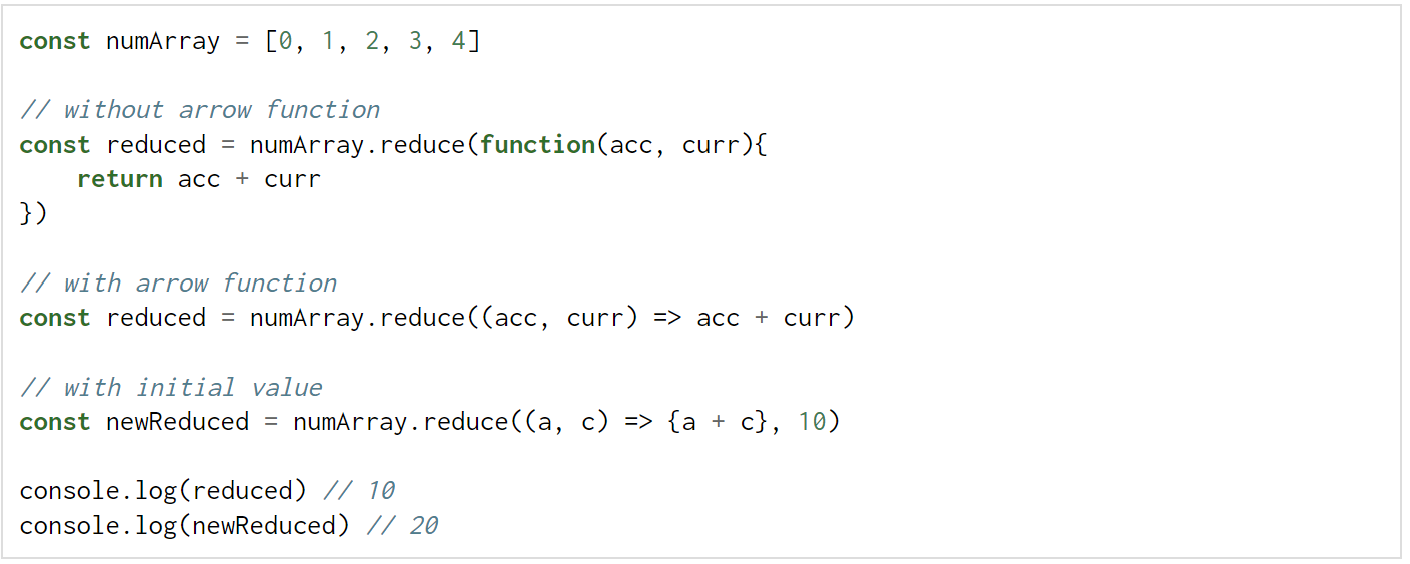 const numArray = [0, 1, 2, 3, 4]
// without arrow function
const reduced = numArray.reduce(function(acc, curr){
    return acc + curr
})
// with arrow function
const reduced = numArray.reduce((acc, curr) => acc + curr)
// with initial value
const newReduced = numArray.reduce((a, c) => {a + c}, 10)
console.log(reduced) // 10
console.log(newReduced) // 20